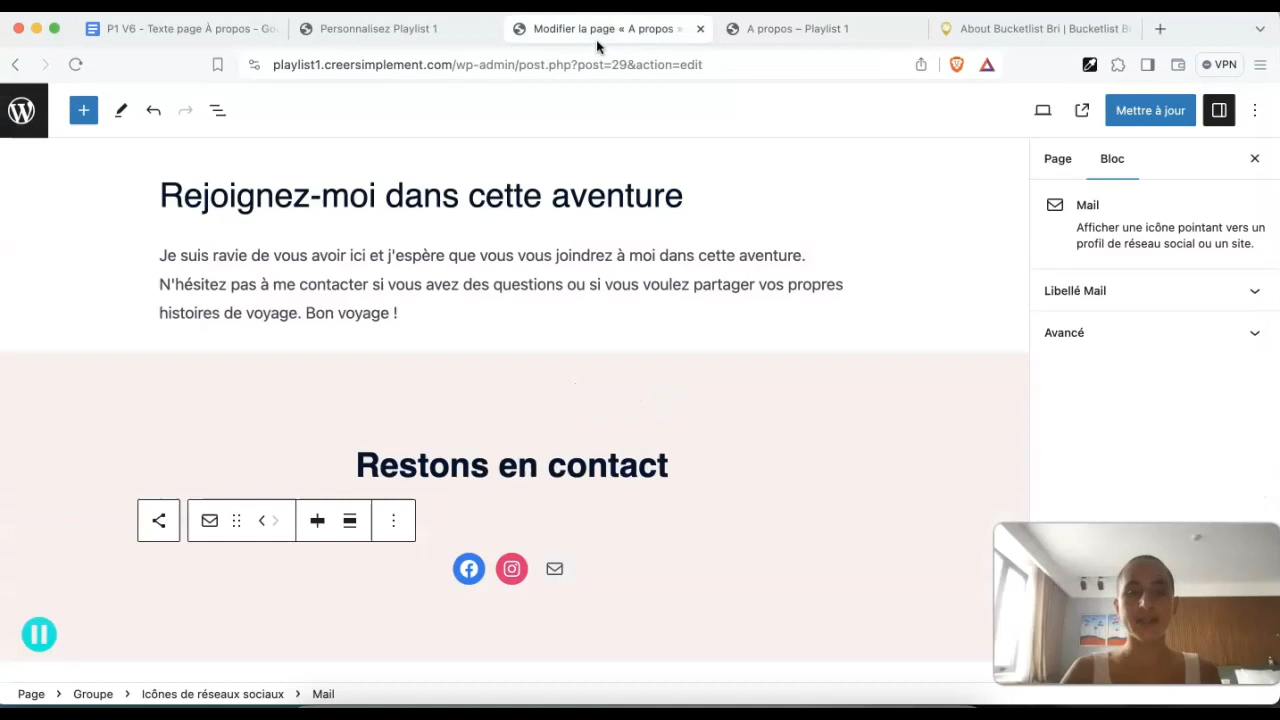 P1 V6 - Texte page À propos - Go
Personnalisez Playlist 1
Modifier la page « A propos »
A propos – Playlist 1
About Bucketlist Bri | Bucketlist B
playlist1.creersimplement.com/wp-admin/post.php?post=29&action=edit
VPN
Mettre à jour
Page
Bloc
Mail
Afficher une icône pointant vers un
profil de réseau social ou un site.
Libellé Mail
Avancé
Rejoignez-moi dans cette aventure
Je suis ravie de vous avoir ici et j'espère que vous vous joindrez à moi dans cette aventure.
N'hésitez pas à me contacter si vous avez des questions ou si vous voulez partager vos propres
histoires de voyage. Bon voyage !
Restons en contact
Page > Groupe > Icônes de réseaux sociaux > Mail